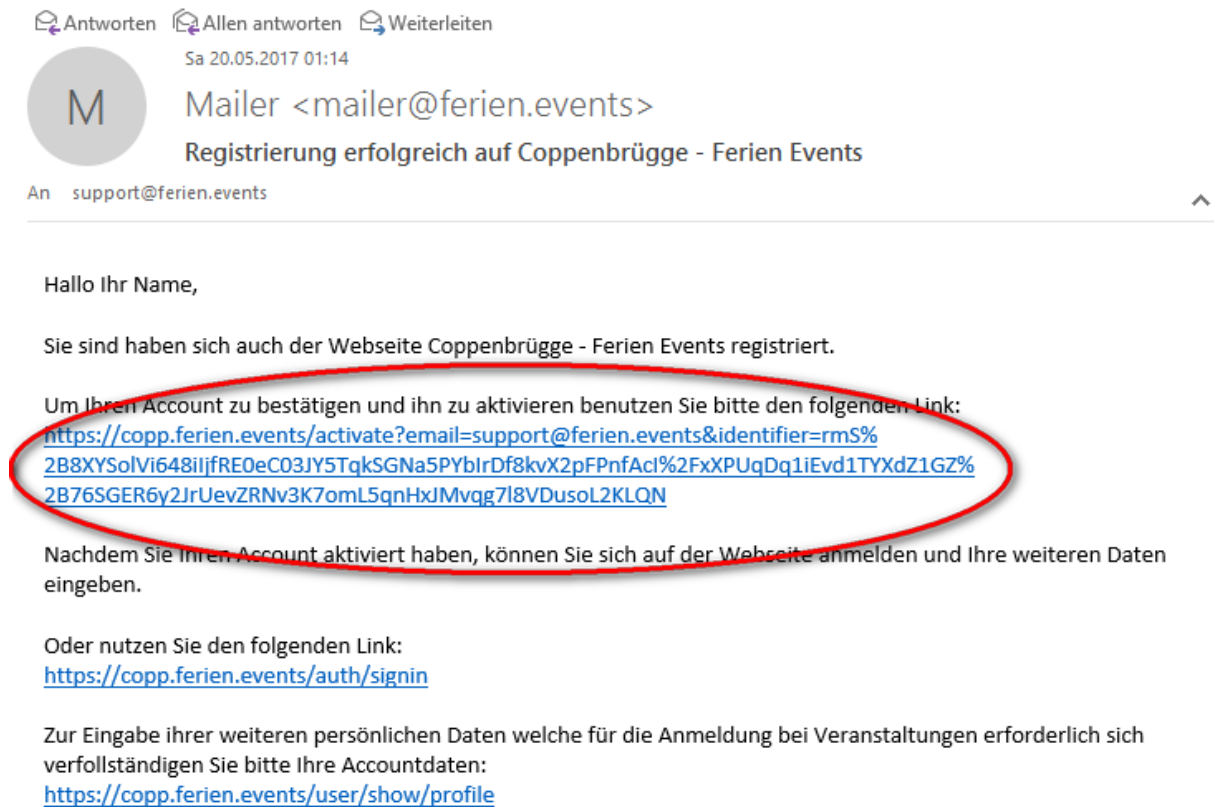 Antworten Allen antworten Weiterleiten
Sa 20.05.2017 01:14
M
Mailer <mailer@ferien.events>
Registrierung erfolgreich auf Coppenbrügge - Ferien Events
An support@ferien.events
Hallo Ihr Name,
Sie sind haben sich auch der Webseite Coppenbrügge - Ferien Events registriert.
Um Ihren Account zu bestätigen und ihn zu aktivieren benutzen Sie bitte den folgenden Link:
https://copp.ferien.events/activate?email=support@ferien.events&identifier=rmS%
2B8XYSolVi648iIjfRE0eC03JY5TqkSGNa5PYbIrDf8kvX2pFPnfAcI%2FxXPUqDq1iEvd1TYXdZ1GZ%
2B76SGER6y2JrUevZRNv3K7omL5qnHxJMvqg7l8VDusoL2KLQN
Nachdem Sie Ihren Account aktiviert haben, können Sie sich auf der Webseite anmelden und Ihre weiteren Daten
eingeben.
Oder nutzen Sie den folgenden Link:
https://copp.ferien.events/auth/signin
Zur Eingabe ihrer weiteren persönlichen Daten welche für die Anmeldung bei Veranstaltungen erforderlich sich
verfollständigen Sie bitte Ihre Accountdaten:
https://copp.ferien.events/user/show/profile